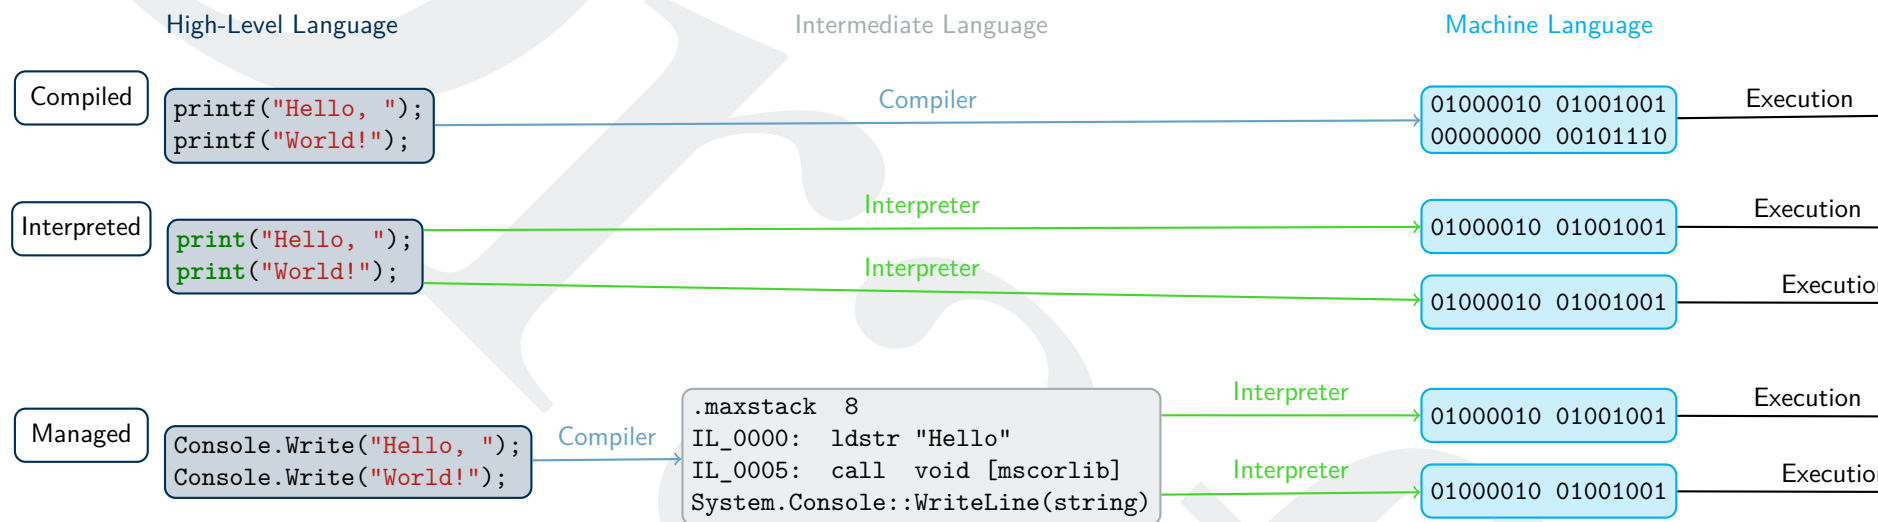 High-Level Language
Intermediate Language
Machine Language
Compiled
printf("Hello, ");
printf("World!");
Compiler
01000010 01001001
00000000 00101110
Execution
Interpreted
print("Hello, ");
print("World!");
Interpreter
01000010 01001001
Execution
Interpreter
01000010 01001001
Execution
Managed
Console.Write("Hello, ");
Console.Write("World!");
Compiler
.maxstack  8
IL_0000:  ldstr "Hello"
IL_0005:  call  void [mscorlib]
System.Console::WriteLine(string)
Interpreter
01000010 01001001
Execution
Interpreter
01000010 01001001
Execution